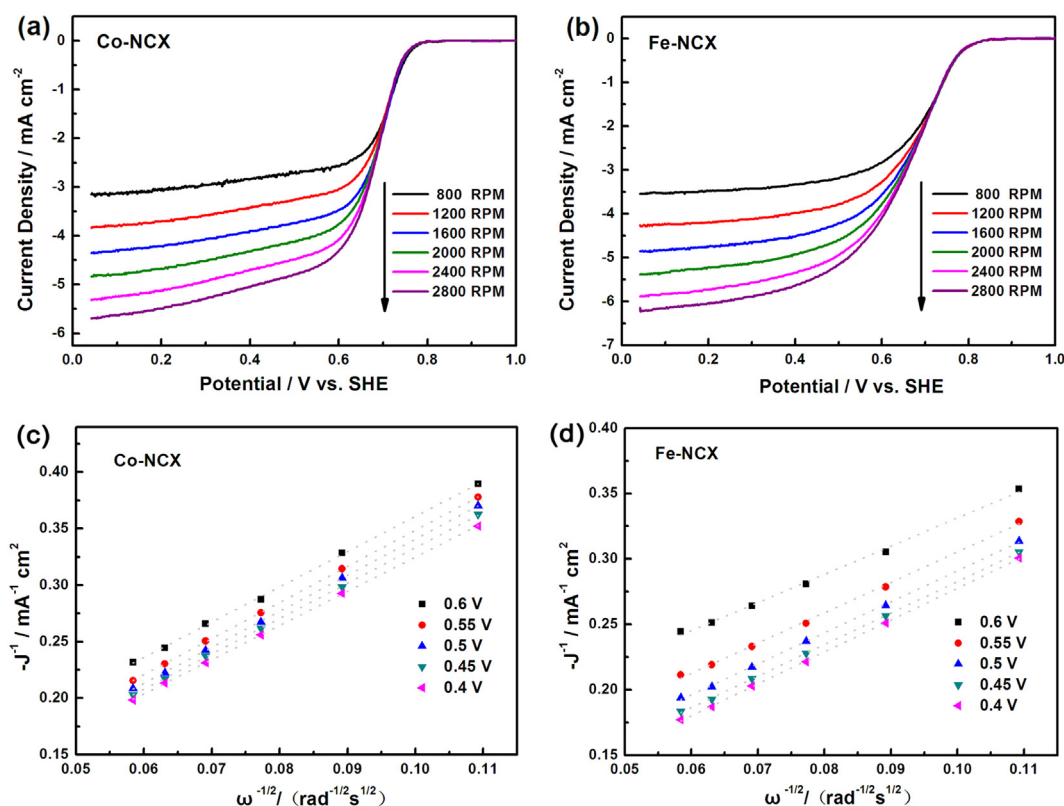 (a)
Co-NCX
0
-1
-2
-3
-4
-5
-6
Current Density / mA cm-2
800 RPM
1200 RPM
1600 RPM
2000 RPM
2400 RPM
2800 RPM
0.0 0.2 0.4 0.6 0.8 1.0
Potential / V vs. SHE
(b)
Fe-NCX
0
-1
-2
-3
-4
-5
-6
-7
Current Density / mA cm-2
800 RPM
1200 RPM
1600 RPM
2000 RPM
2400 RPM
2800 RPM
0.0 0.2 0.4 0.6 0.8 1.0
Potential / V vs. SHE
(c)
Co-NCX
0.40
0.35
0.30
0.25
0.20
0.15
-J-1 / mA-1 cm2
0.6 V
0.55 V
0.5 V
0.45 V
0.4 V
0.05 0.06 0.07 0.08 0.09 0.10 0.11
ω-1/2/ (rad-1/2s1/2)
(d)
Fe-NCX
0.40
0.35
0.30
0.25
0.20
0.15
-J-1 / mA-1 cm2
0.6 V
0.55 V
0.5 V
0.45 V
0.4 V
0.05 0.06 0.07 0.08 0.09 0.10 0.11
ω-1/2/ (rad-1/2s1/2)